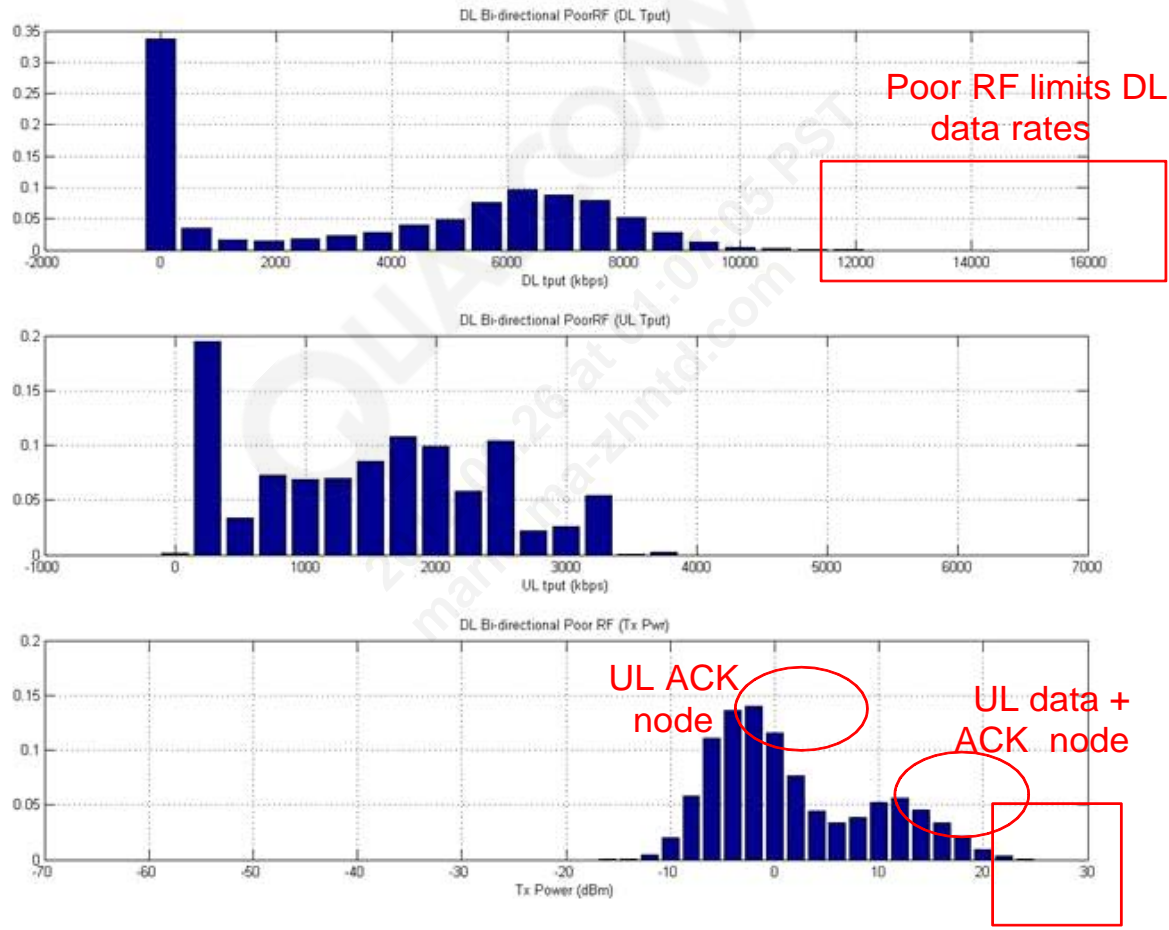 DL Bi-directional PoorRF (DL Tput)
0.35
0.3
0.25
0.2
0.15
0.1
0.05
0
-2000 0 2000 4000 6000 8000 10000 12000 14000 16000
DL tput (kbps)
Poor RF limits DL
data rates
DL Bi-directional PoorRF (UL Tput)
0.2
0.15
0.1
0.05
0
-1000 0 1000 2000 3000 4000 5000 6000 7000
UL tput (kbps)
DL Bi-directional Poor RF (Tx Pwr)
0.2
0.15
0.1
0.05
0
-70 -60 -50 -40 -30 -20 -10 0 10 20 30
Tx Power (dBm)
UL ACK
node
UL data +
ACK node